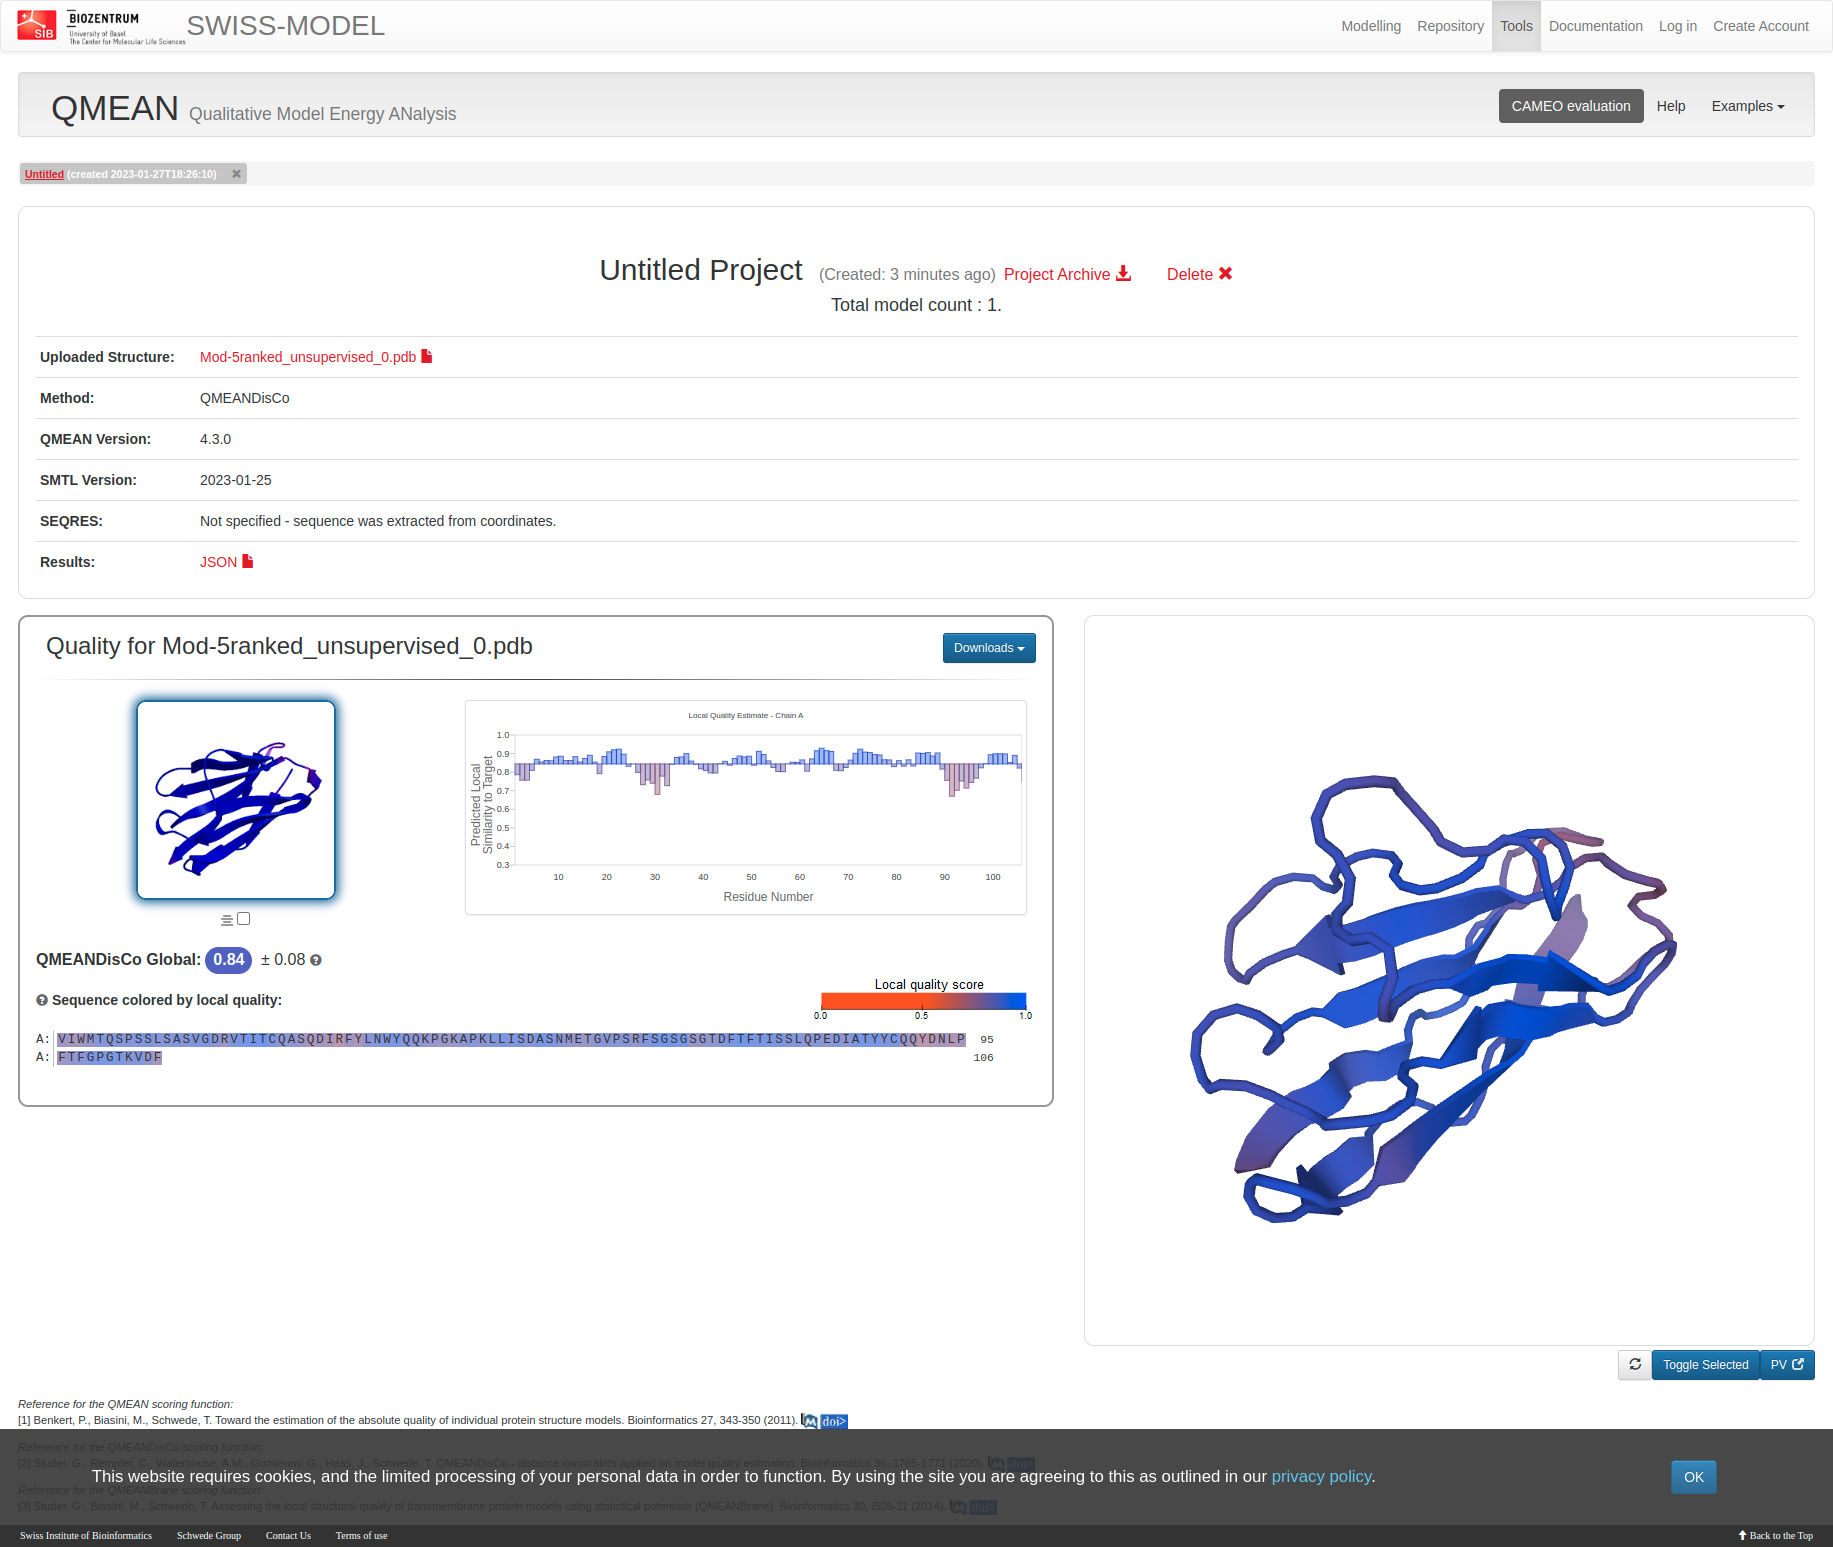 SIB
BIOZENTRUM
University of Basel
The Center for Molecular Life Sciences
SWISS-MODEL
Modelling Repository Tools Documentation Log in Create Account
QMEAN Qualitative Model Energy ANalysis
CAMEO evaluation Help Examples
Untitled (created 2023-01-27T18:26:10)
Untitled Project (Created: 3 minutes ago) Project Archive Delete
Total model count : 1.
Uploaded Structure: Mod-5ranked_unsupervised_0.pdb
Method: QMEANDisCo
QMEAN Version: 4.3.0
SMTL Version: 2023-01-25
SEQRES: Not specified - sequence was extracted from coordinates.
Results: JSON
Quality for Mod-5ranked_unsupervised_0.pdb
Downloads
Local Quality Estimate - Chain A
Predicted Local
Similarity to Target
1.0
0.9
0.8
0.7
0.6
0.5
0.4
0.3
10 20 30 40 50 60 70 80 90 100
Residue Number
QMEANDisCo Global: 0.84 ± 0.08
Sequence colored by local quality:
Local quality score
0.0 0.5 1.0
A: VIWMTQSPSSLSASVGDRVTITCQASQDIRFYLNWYQQKPGKAPKLLISDASNMETGVPSRFSGSGSGTDFTFTISSLQPEDIATYYCQQYDNLP 95
A: FTFGPGTKVDF 106
Toggle Selected PV
Reference for the QMEAN scoring function:
[1] Benkert, P., Biasini, M., Schwede, T. Toward the estimation of the absolute quality of individual protein structure models. Bioinformatics 27, 343-350 (2011). M doi>
Reference for the QMEANDisCo scoring function:
[2] Studer, G., Rempfer, C., Waterhouse, A.M., Gumienny, G., Haas, J., Schwede, T. QMEANDisCo - distance constraints applied on model quality estimation. Bioinformatics 36, 1765-1771 (2020). M doi>
This website requires cookies, and the limited processing of your personal data in order to function. By using the site you are agreeing to this as outlined in our privacy policy.
OK
Reference for the QMEANBrane scoring function:
[3] Studer, G., Biasini, M., Schwede, T. Assessing the local structural quality of transmembrane protein models using statistical potentials (QMEANBrane). Bioinformatics 30, i505-11 (2014). M doi>
Swiss Institute of Bioinformatics Schwede Group Contact Us Terms of use Back to the Top